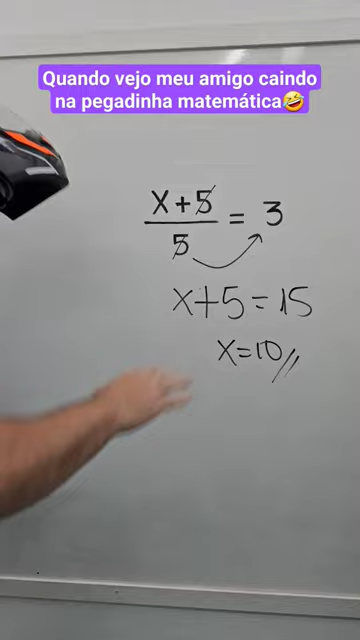 Quando vejo meu amigo caindo
na pegadinha matemática🤣
x+5
5
= 3
x+5=15
x=10//